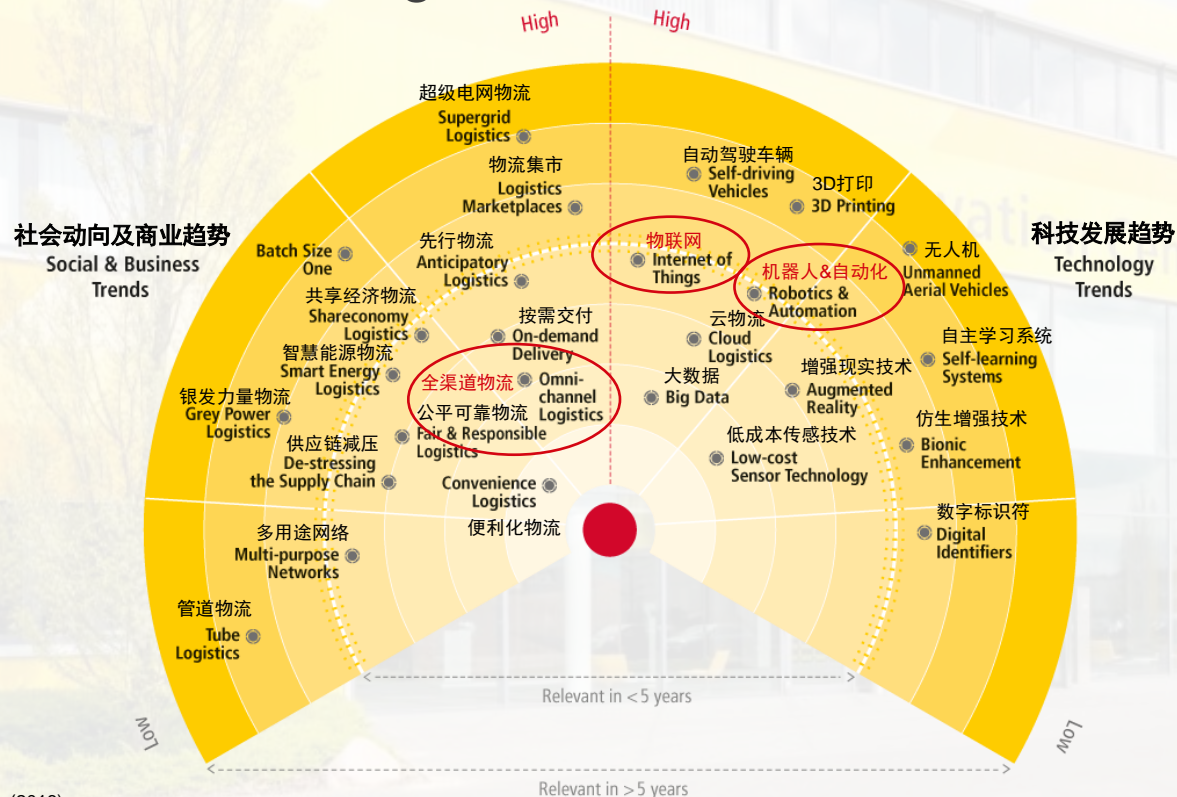 High
High
超级电网物流
Supergrid
Logistics
物流集市
Logistics
Marketplaces
自动驾驶车辆
Self-driving
Vehicles
3D打印
3D Printing
社会动向及商业趋势
Social & Business
Trends
科技发展趋势
Technology
Trends
Batch Size
One
先行物流
Anticipatory
Logistics
物联网
Internet of
Things
机器人&自动化
Robotics &
Automation
无人机
Unmanned
Aerial Vehicles
共享经济物流
Shareconomy
Logistics
按需交付
On-demand
Delivery
云物流
Cloud
Logistics
自主学习系统
Self-learning
Systems
智慧能源物流
Smart Energy
Logistics
全渠道物流
Omni-
channel
Logistics
大数据
Big Data
增强现实技术
Augmented
Reality
银发力量物流
Grey Power
Logistics
公平可靠物流
Fair & Responsible
Logistics
低成本传感技术
Low-cost
Sensor Technology
仿生增强技术
Bionic
Enhancement
供应链减压
De-stressing
the Supply Chain
Convenience
Logistics
便利化物流
数字标识符
Digital
Identifiers
多用途网络
Multi-purpose
Networks
管道物流
Tube
Logistics
Relevant in < 5 years
Low
Low
Relevant in > 5 years